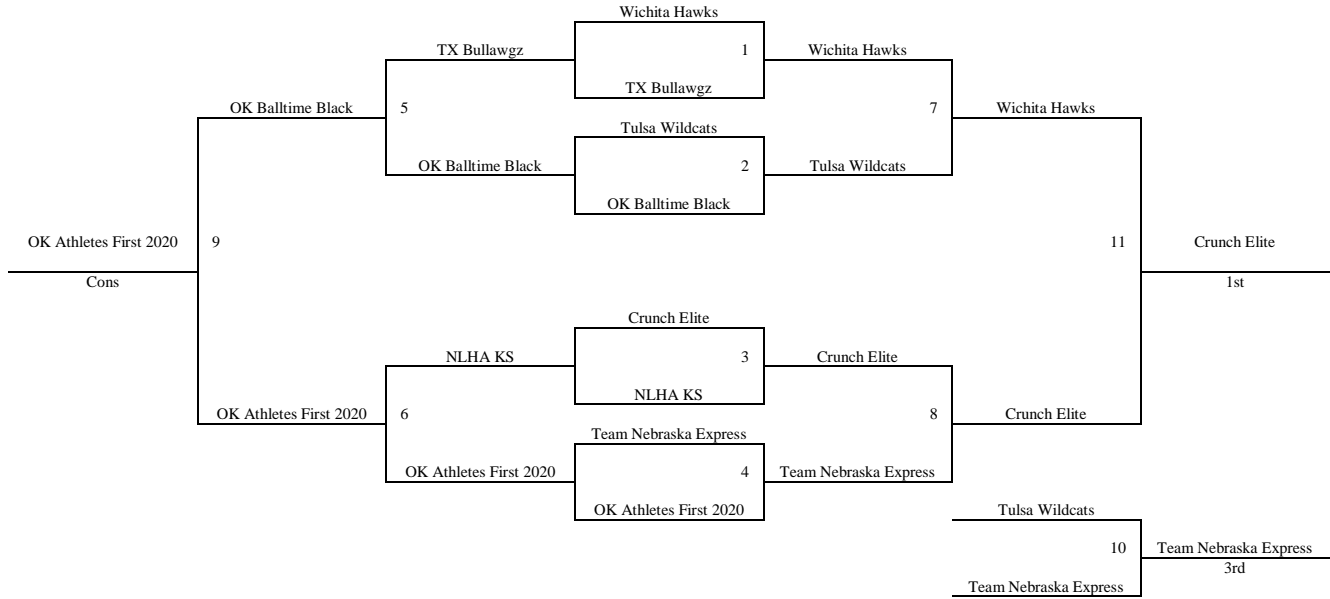 Wichita Hawks
TX Bullawgz
1
Wichita Hawks
TX Bullawgz
OK Balltime Black
5
7
Wichita Hawks
Tulsa Wildcats
OK Balltime Black
2
Tulsa Wildcats
OK Balltime Black
OK Athletes First 2020
9
11
Crunch Elite
Cons
1st
Crunch Elite
NLHA KS
3
Crunch Elite
NLHA KS
OK Athletes First 2020
6
8
Crunch Elite
Team Nebraska Express
OK Athletes First 2020
4
Team Nebraska Express
OK Athletes First 2020
Tulsa Wildcats
10
Team Nebraska Express
3rd
Team Nebraska Express